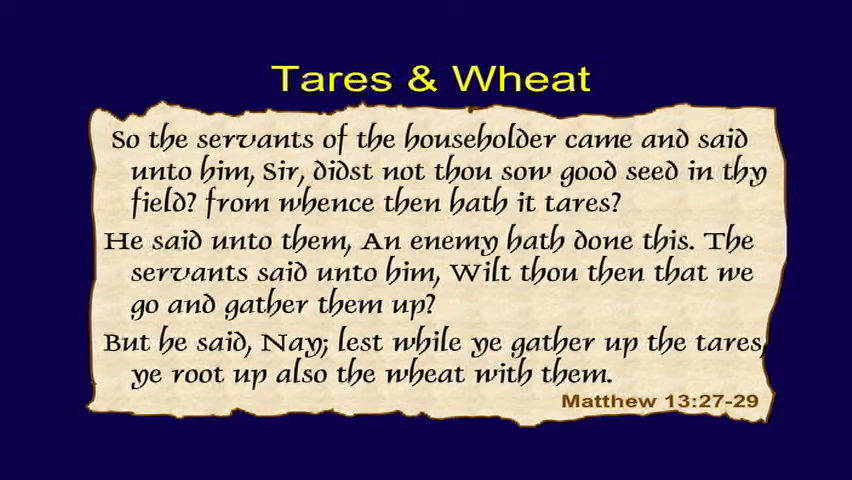 Tares & Wheat
So the servants of the householder came and said
unto him, Sir, didst not thou sow good seed in thy
field? from whence then hath it tares?
He said unto them, An enemy hath done this. The
servants said unto him, Wilt thou then that we
go and gather them up?
But he said, Nay; lest while ye gather up the tares,
ye root up also the wheat with them.
Matthew 13:27-29